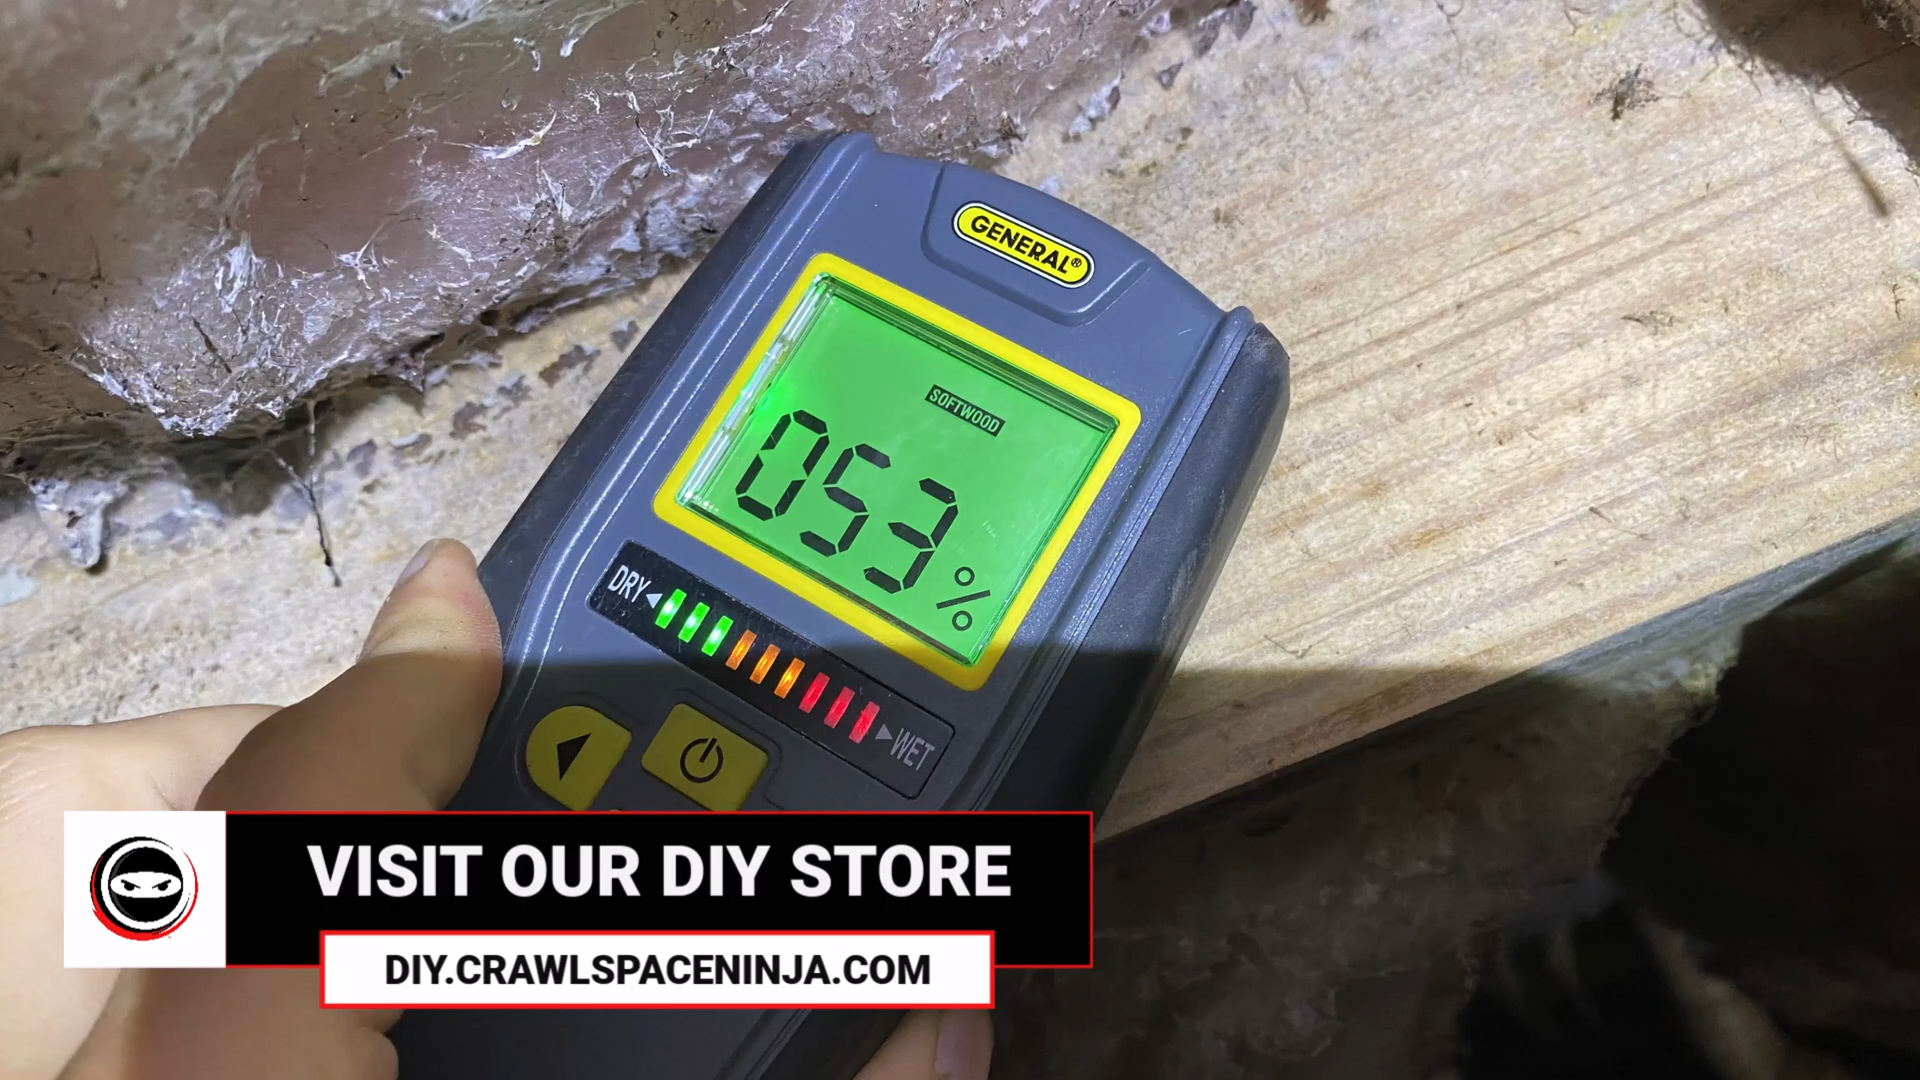 GENERAL®
SOFTWOOD
053%
DRY
WET
VISIT OUR DIY STORE
DIY.CRAWLSPACENINJA.COM